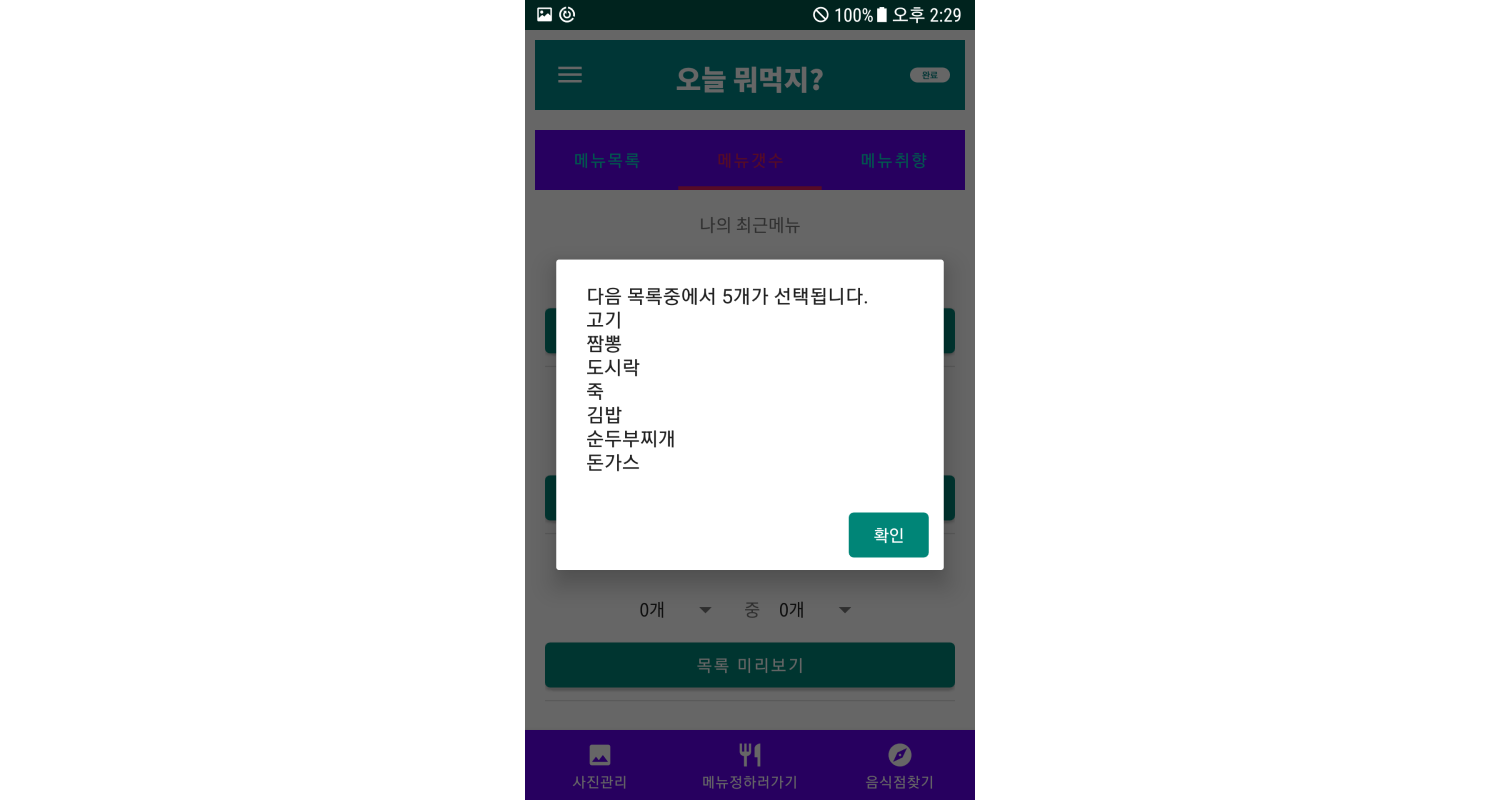 100% 오후 2:29
오늘 뭐먹지?
완료
메뉴목록 메뉴갯수 메뉴취향
나의 최근메뉴
다음 목록중에서 5개가 선택됩니다.
고기
짬뽕
도시락
죽
김밥
순두부찌개
돈가스
확인
0개 중 0개
목록 미리보기
사진관리 메뉴정하러가기 음식점찾기